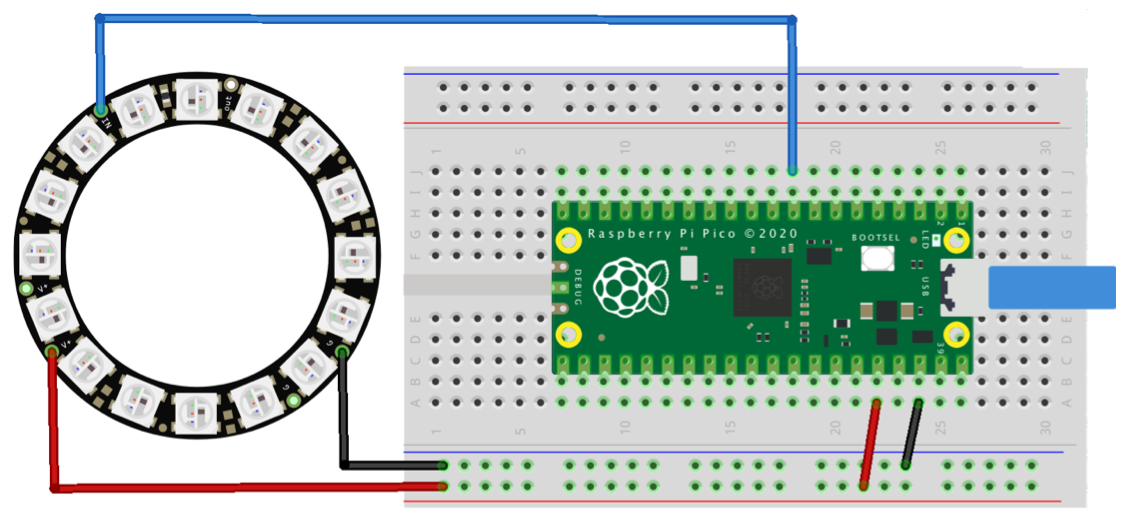 1 5 10 15 20 25 30
J J
I I
H H
G G
F F
2 1
Raspberry Pi Pico ©2020
BOOTSEL
LED
DEBUG
USB
39
E E
D D
C C
B B
A A
1 5 10 15 20 25 30
IN
out
V+
V+
G
G